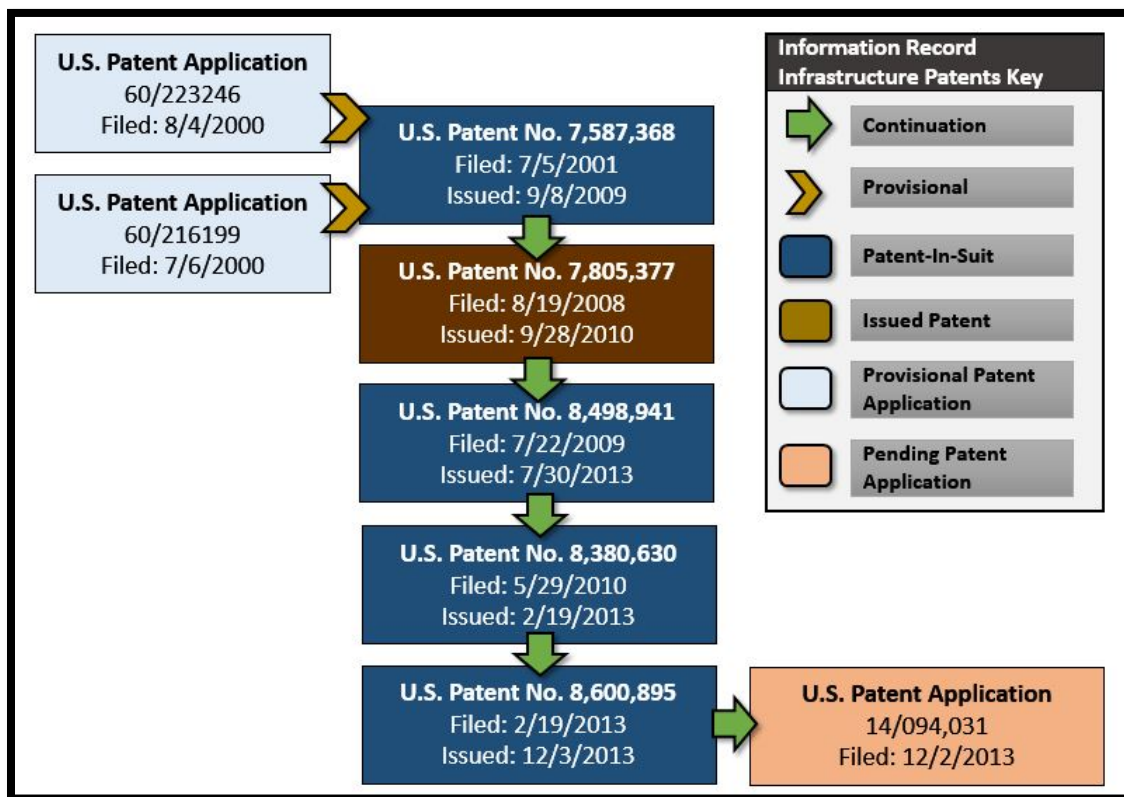 U.S. Patent Application
60/223246
Filed: 8/4/2000
U.S. Patent Application
60/216199
Filed: 7/6/2000
U.S. Patent No. 7,587,368
Filed: 7/5/2001
Issued: 9/8/2009
U.S. Patent No. 7,805,377
Filed: 8/19/2008
Issued: 9/28/2010
U.S. Patent No. 8,498,941
Filed: 7/22/2009
Issued: 7/30/2013
U.S. Patent No. 8,380,630
Filed: 5/29/2010
Issued: 2/19/2013
U.S. Patent No. 8,600,895
Filed: 2/19/2013
Issued: 12/3/2013
U.S. Patent Application
14/094,031
Filed: 12/2/2013
Information Record
Infrastructure Patents Key
Continuation
Provisional
Patent-In-Suit
Issued Patent
Provisional Patent
Application
Pending Patent
Application